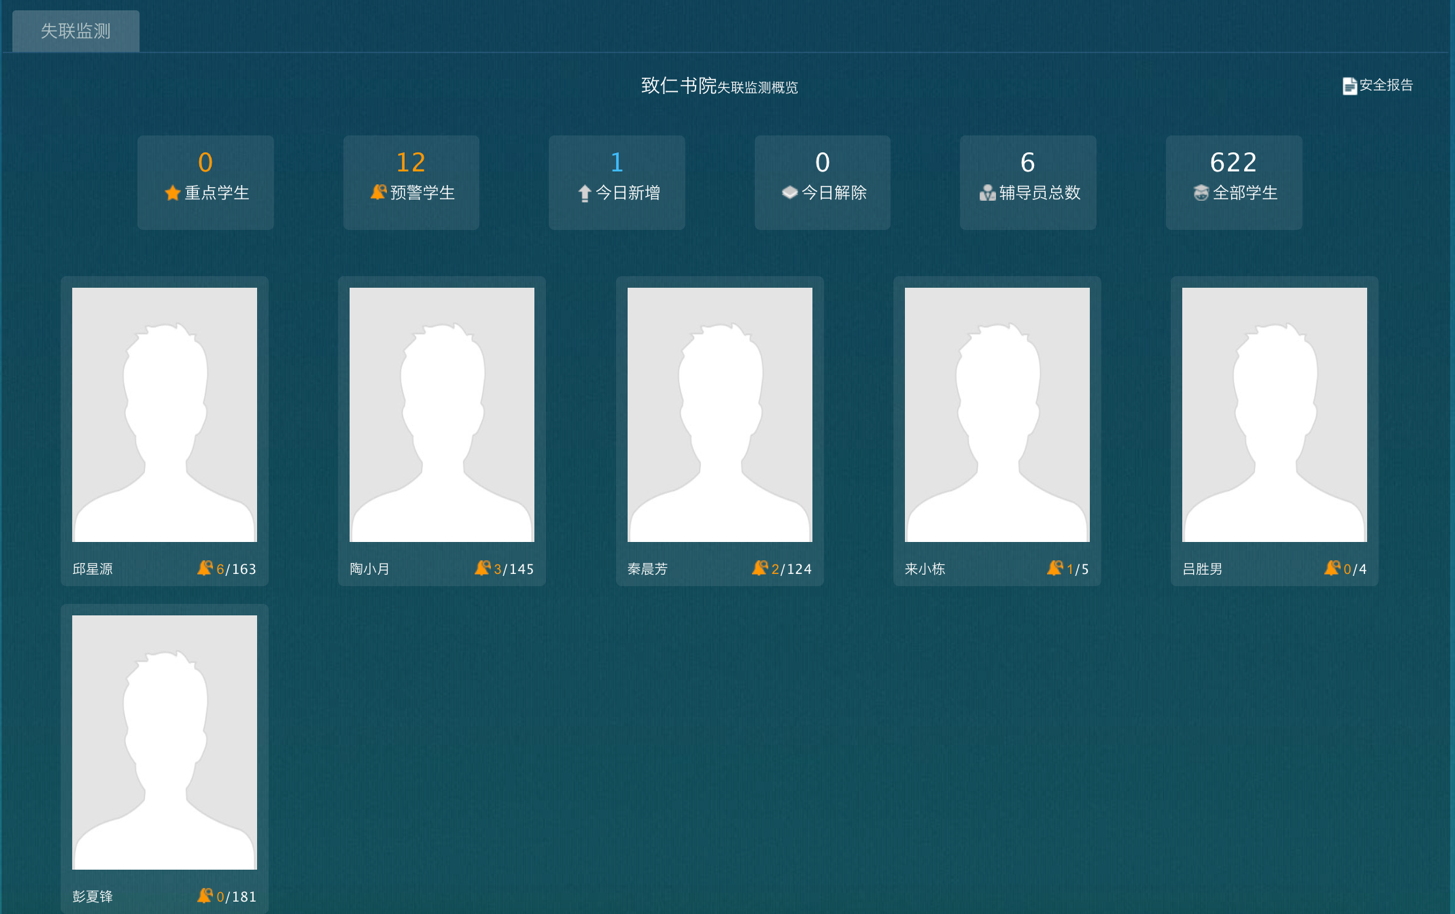 失联监测
致仁书院失联监测概览
安全报告
0
重点学生
12
预警学生
1
今日新增
0
今日解除
6
辅导员总数
622
全部学生
邱星源 6/163
陶小月 3/145
秦晨芳 2/124
来小栋 1/5
吕胜男 0/4
彭夏锋 0/181